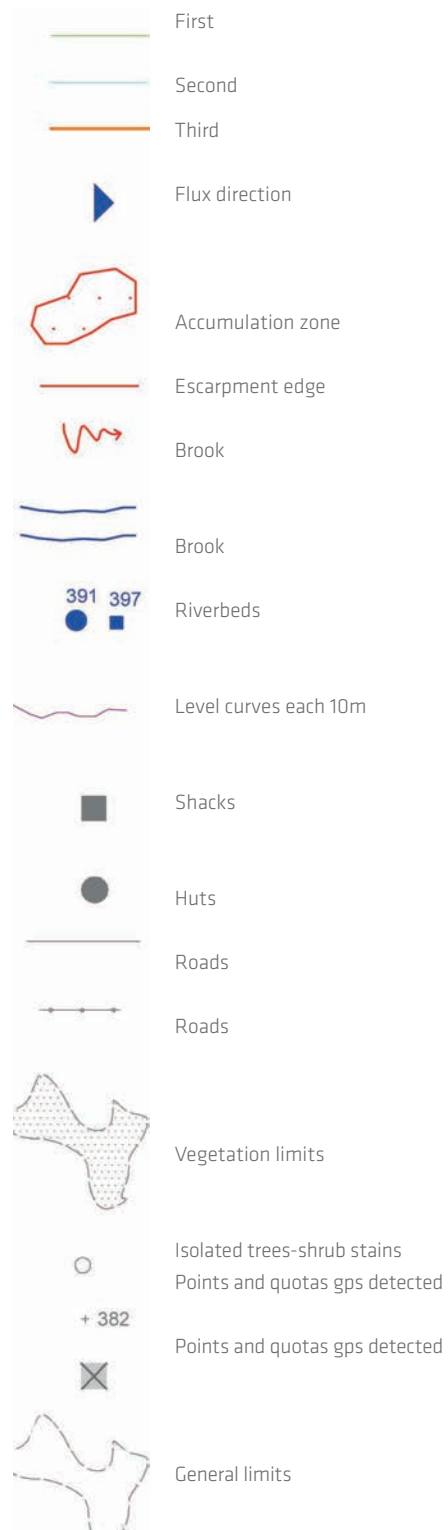 First
Second
Third
Flux direction
Accumulation zone
Escarpment edge
Brook
Brook
391 397
Riverbeds
Level curves each 10m
Shacks
Huts
Roads
Roads
Vegetation limits
Isolated trees-shrub stains
Points and quotas gps detected
+ 382
Points and quotas gps detected
General limits